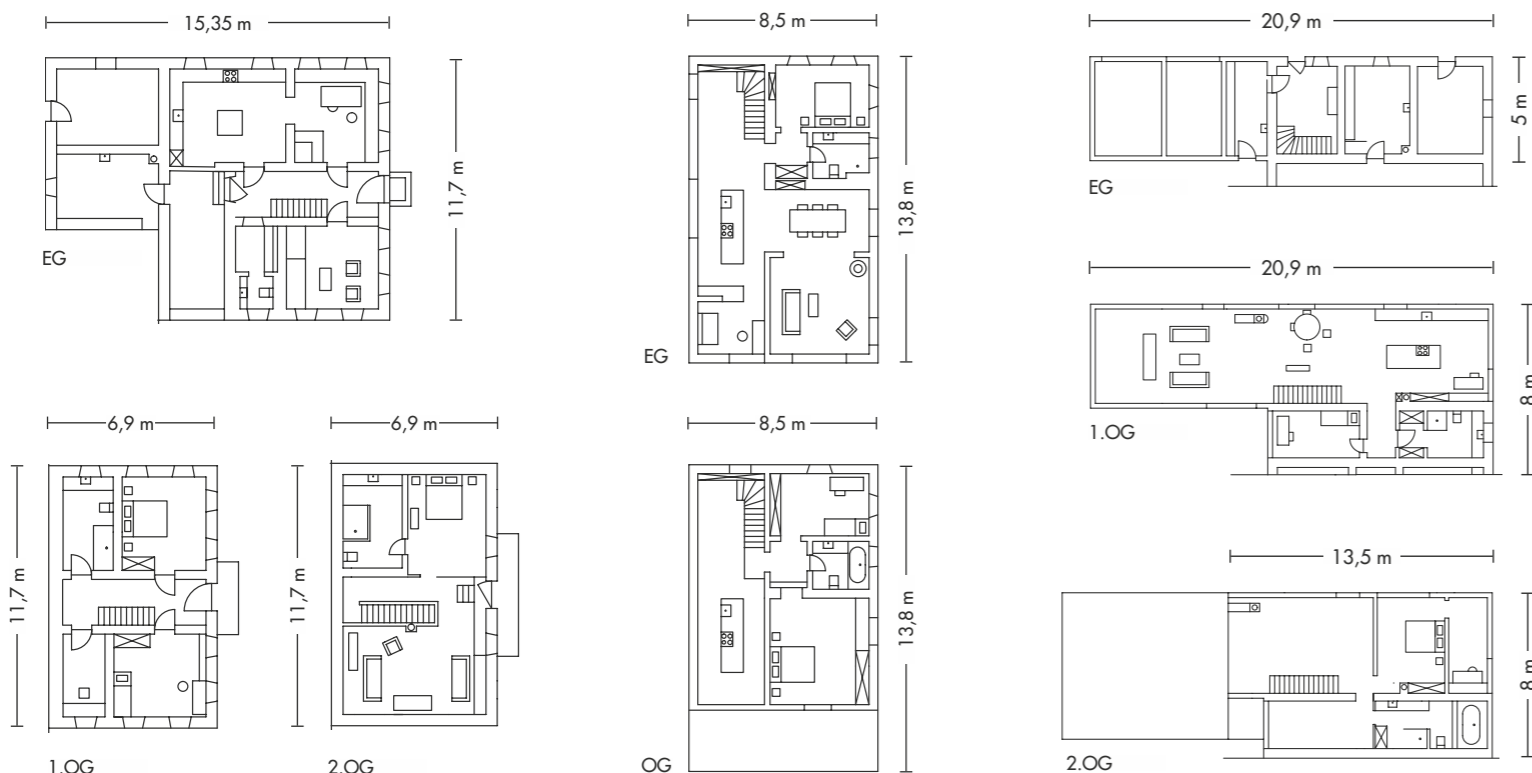 15,35 m
11,7 m
EG
6,9 m
11,7 m
1.OG
6,9 m
11,7 m
2.OG
8,5 m
13,8 m
EG
8,5 m
13,8 m
OG
20,9 m
5 m
EG
20,9 m
8 m
1.OG
13,5 m
8 m
2.OG